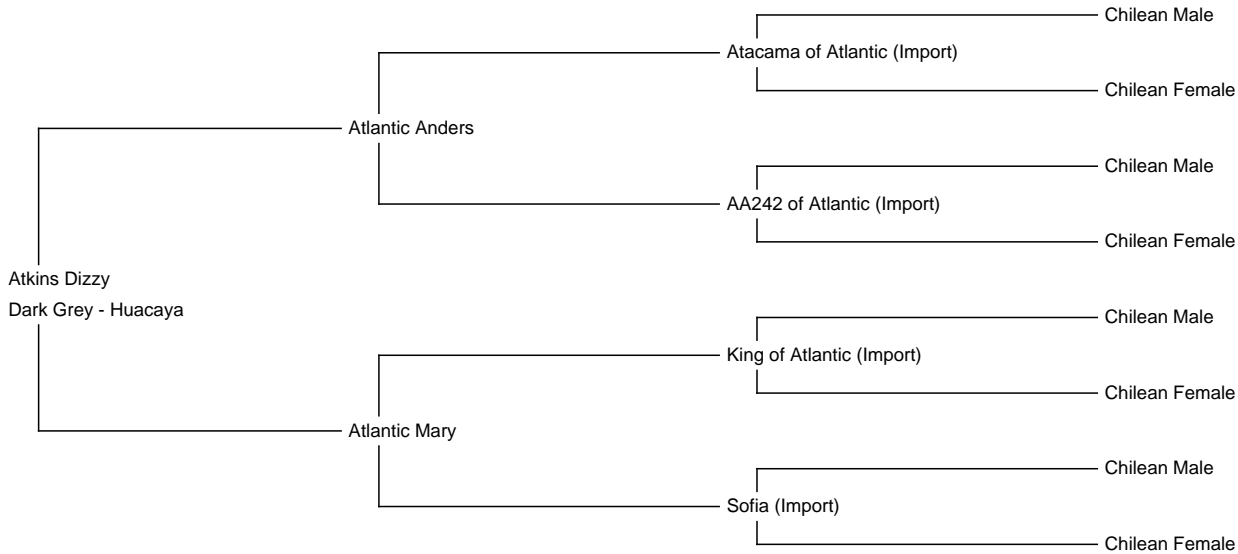 Chilean Male
Atacama of Atlantic (Import)
Chilean Female
Atlantic Anders
Chilean Male
AA242 of Atlantic (Import)
Chilean Female
Atkins Dizzy
Dark Grey - Huacaya
Chilean Male
King of Atlantic (Import)
Chilean Female
Atlantic Mary
Chilean Male
Sofia (Import)
Chilean Female